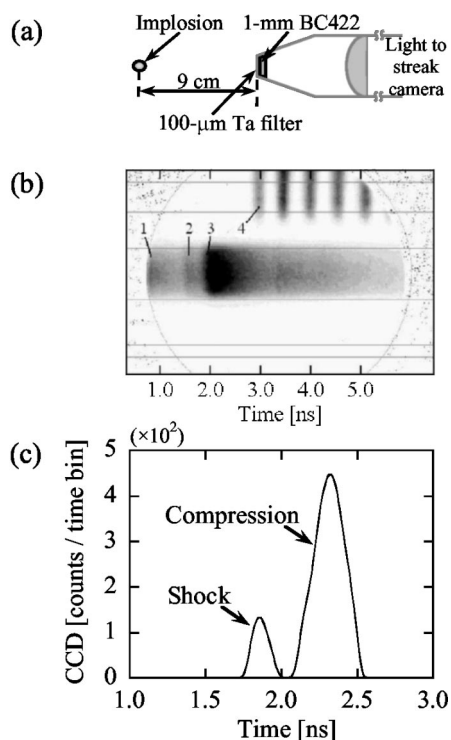 (a)
Implosion
1-mm BC422
9 cm
100-μm Ta filter
Light to
streak
camera
(b)
1
2
3
4
1.0 2.0 3.0 4.0 5.0
Time [ns]
(c)
(×10²)
CCD [counts / time bin]
5
4
3
2
1
0
Compression
Shock
1.0 1.5 2.0 2.5 3.0
Time [ns]